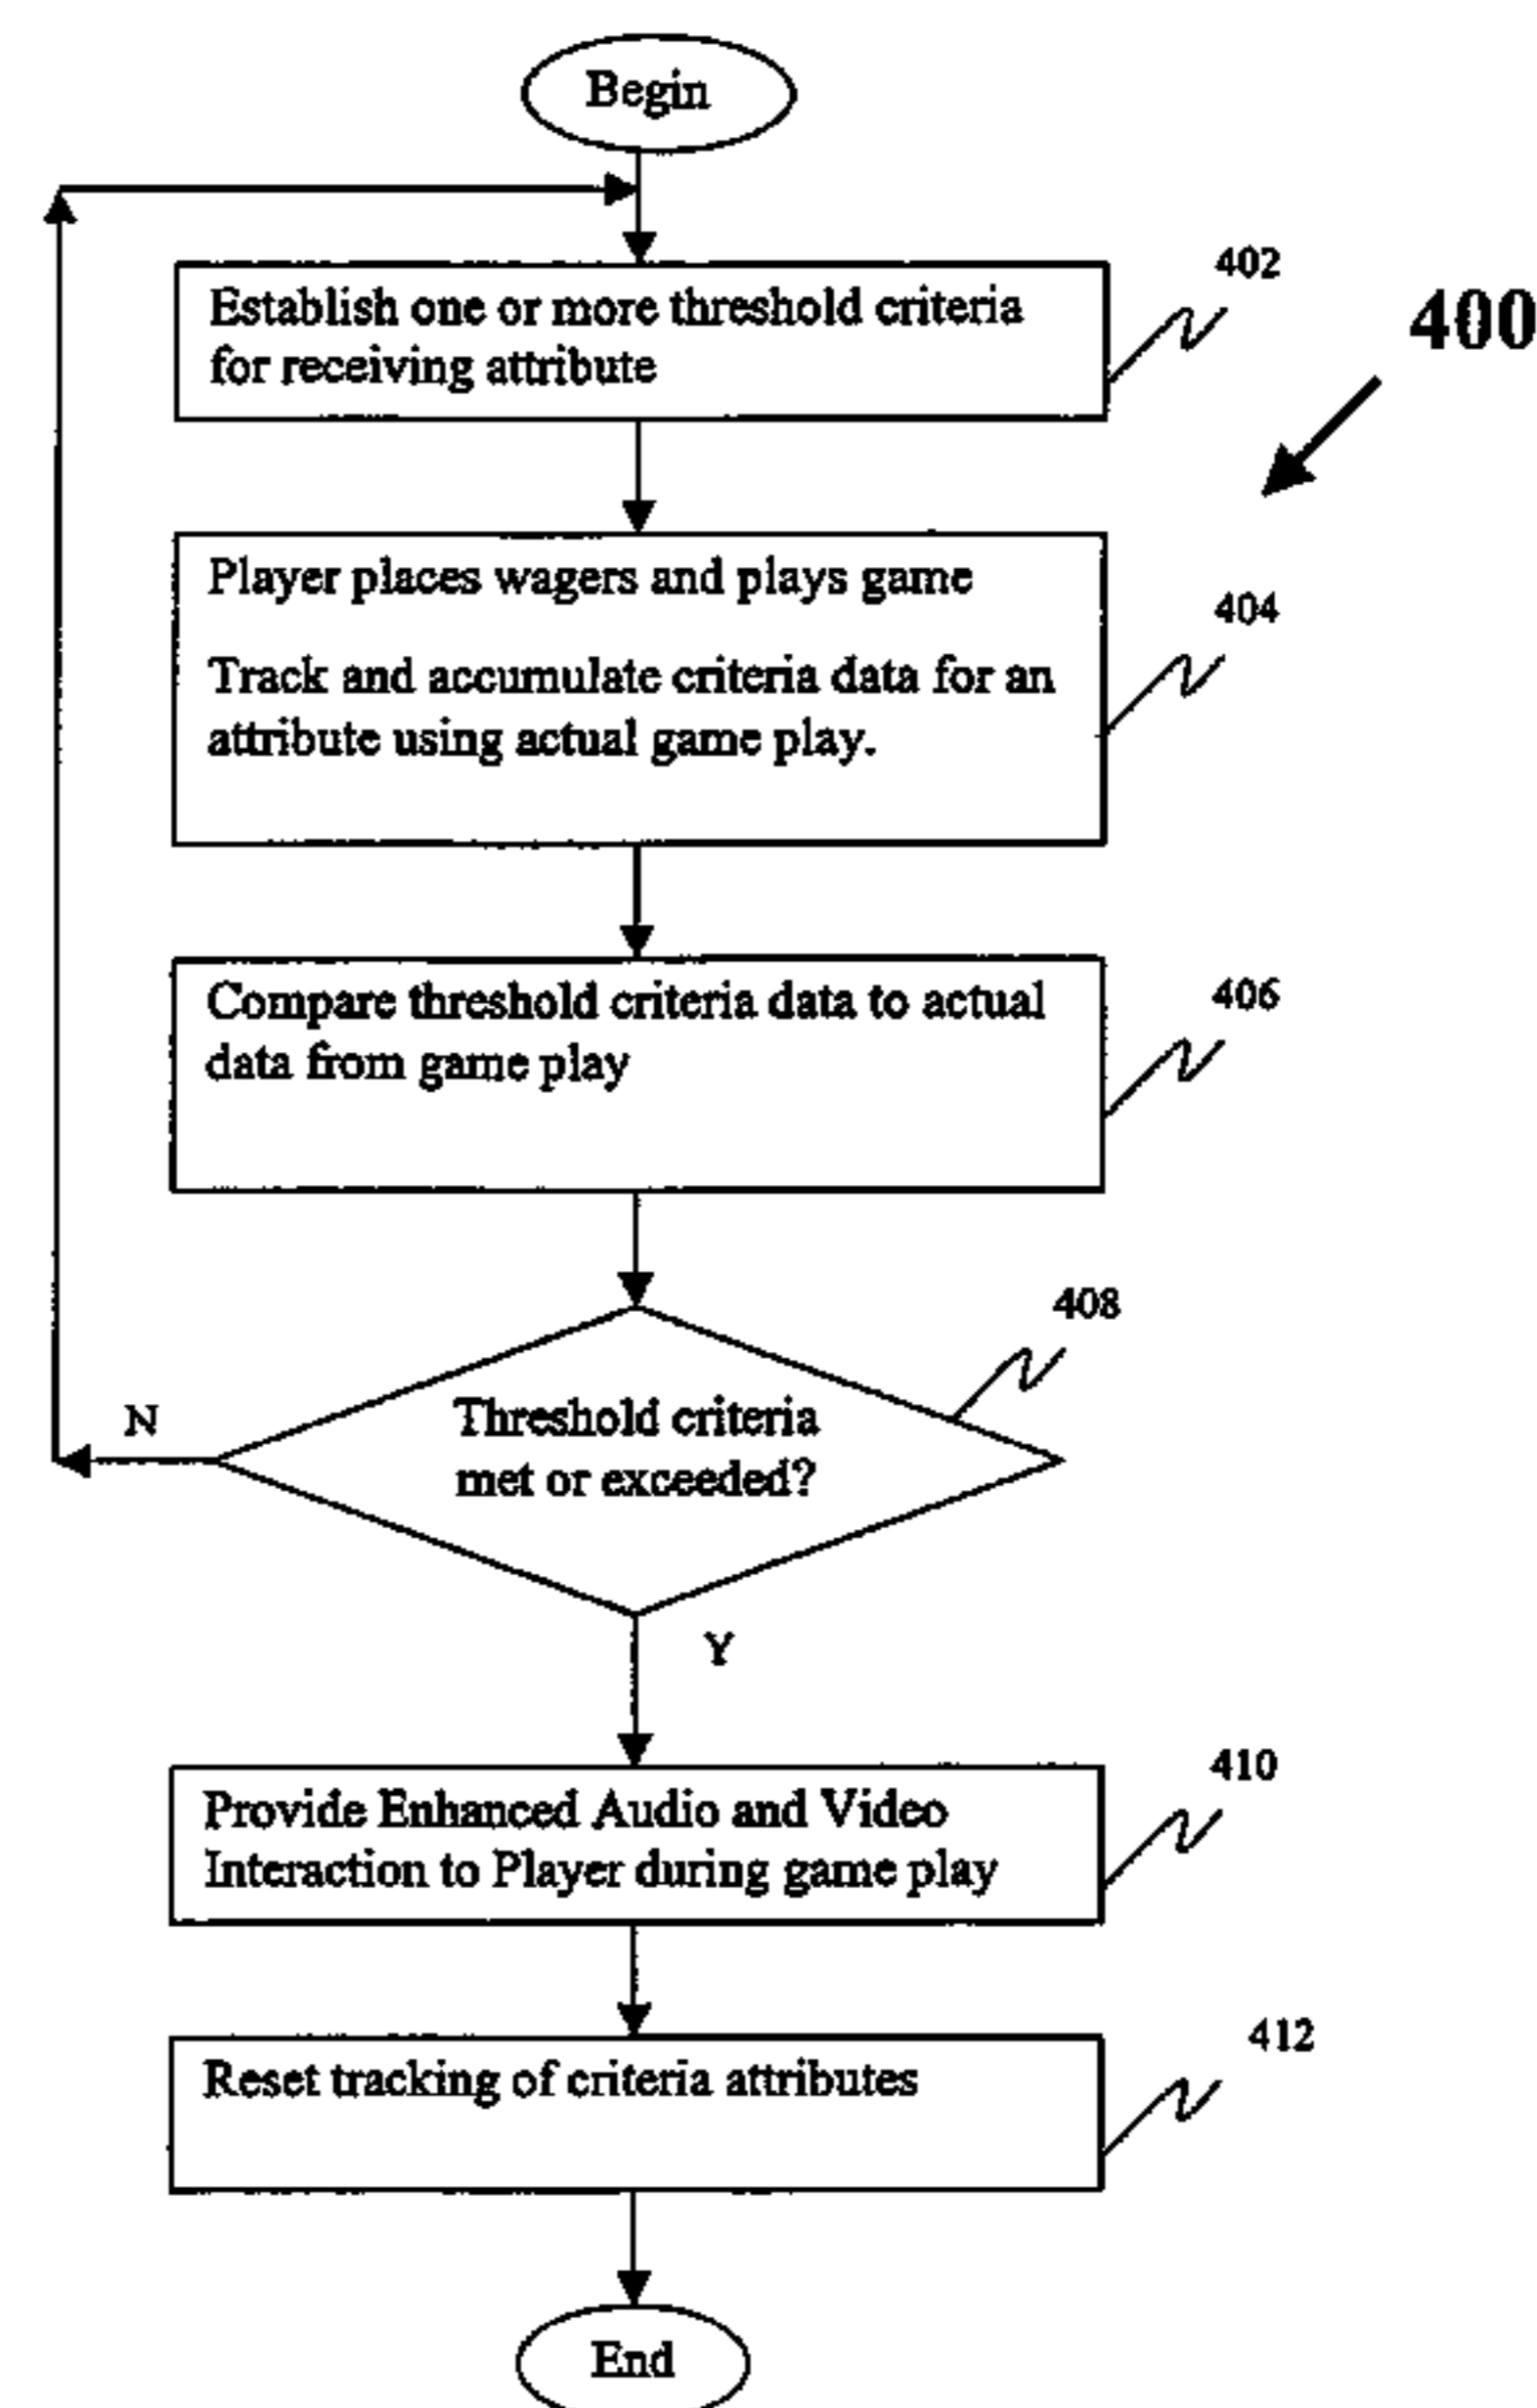 Begin
402
400
Establish one or more threshold criteria
for receiving attribute
Player places wagers and plays game
404
Track and accumulate criteria data for an
attribute using actual game play.
406
Compare threshold criteria data to actual
data from game play
408
N
Threshold criteria
met or exceeded?
Y
410
Provide Enhanced Audio and Video
Interaction to Player during game play
412
Reset tracking of criteria attributes
End